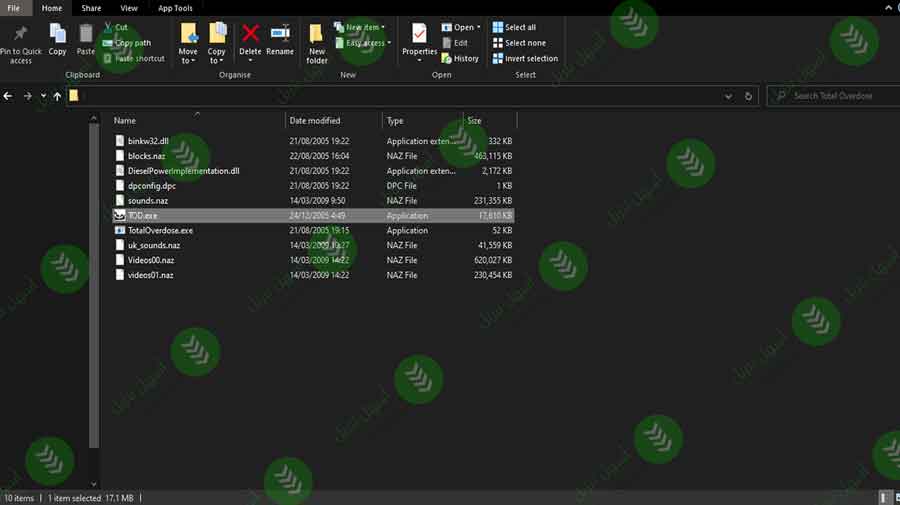 File Home Share View App Tools
Pin to Quick access
Copy
Paste
Cut
Copy path
Paste shortcut
Move to
Copy to
Delete
Rename
New folder
New item
Easy access
Properties
Open
Edit
History
Select all
Select none
Invert selection
Clipboard Organise New Open Select
Search Total Overdose
Name Date modified Type Size
binkw32.dll 21/08/2005 19:22 Application exten... 332 KB
blocks.naz 22/08/2005 16:04 NAZ File 463,115 KB
DieselPowerImplementation.dll 21/08/2005 19:22 Application exten... 2,172 KB
dpconfig.dpc 21/08/2005 19:22 DPC File 1 KB
sounds.naz 14/03/2009 9:50 NAZ File 231,355 KB
TOD.exe 24/12/2005 4:49 Application 17,610 KB
TotalOverdose.exe 21/08/2005 19:15 Application 52 KB
uk_sounds.naz 14/03/2009 10:27 NAZ File 41,559 KB
Videos00.naz 14/03/2009 14:22 NAZ File 620,027 KB
videos01.naz 14/03/2009 14:22 NAZ File 230,454 KB
10 items 1 item selected 17.1 MB